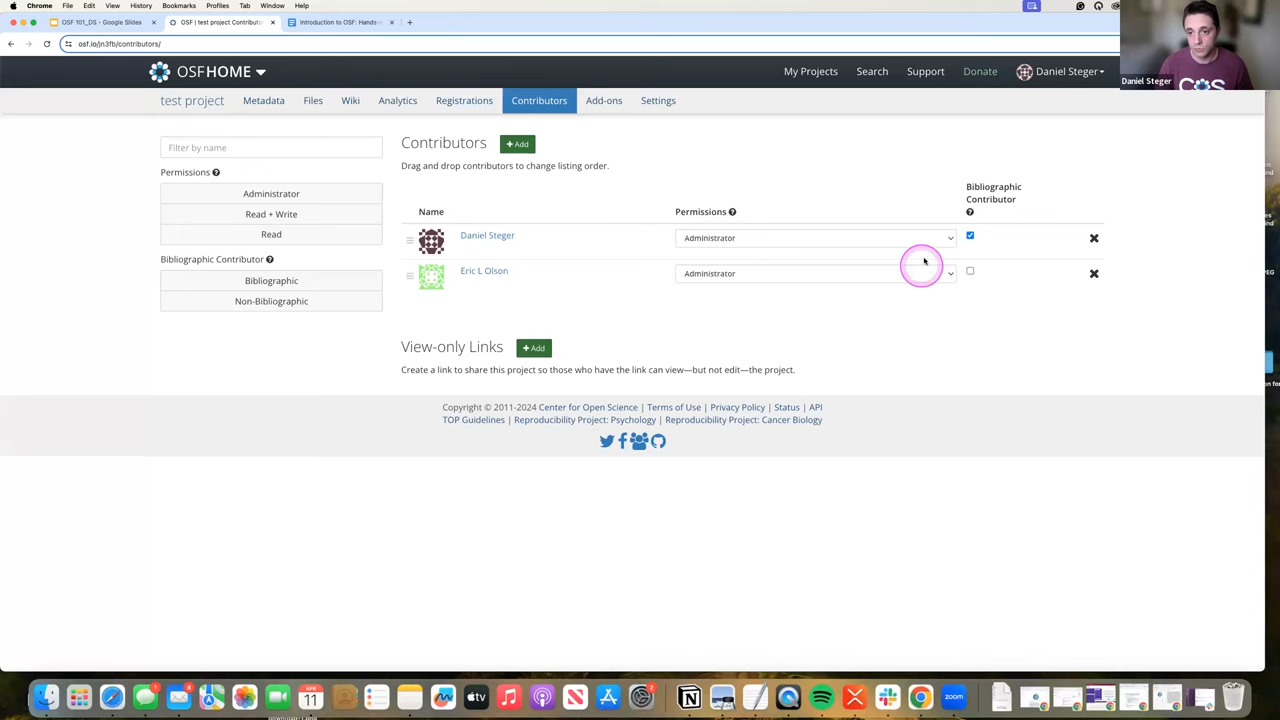 Chrome File Edit View History Bookmarks Profiles Tab Window Help
OSF 101_DS - Google Slides
OSF | test project Contributo
Introduction to OSF: Hands-
osf.io/jn3fb/contributors/
OSFHOME
My Projects Search Support Donate Daniel Steger
Daniel Steger
COS
test project Metadata Files Wiki Analytics Registrations Contributors Add-ons Settings
Filter by name
Permissions
Administrator
Read + Write
Read
Bibliographic Contributor
Bibliographic
Non-Bibliographic
Contributors + Add
Drag and drop contributors to change listing order.
Name Permissions Bibliographic Contributor
Daniel Steger Administrator
Eric L Olson Administrator
View-only Links + Add
Create a link to share this project so those who have the link can view—but not edit—the project.
Copyright © 2011-2024 Center for Open Science | Terms of Use | Privacy Policy | Status | API
TOP Guidelines | Reproducibility Project: Psychology | Reproducibility Project: Cancer Biology
APR
11
tv
zoom